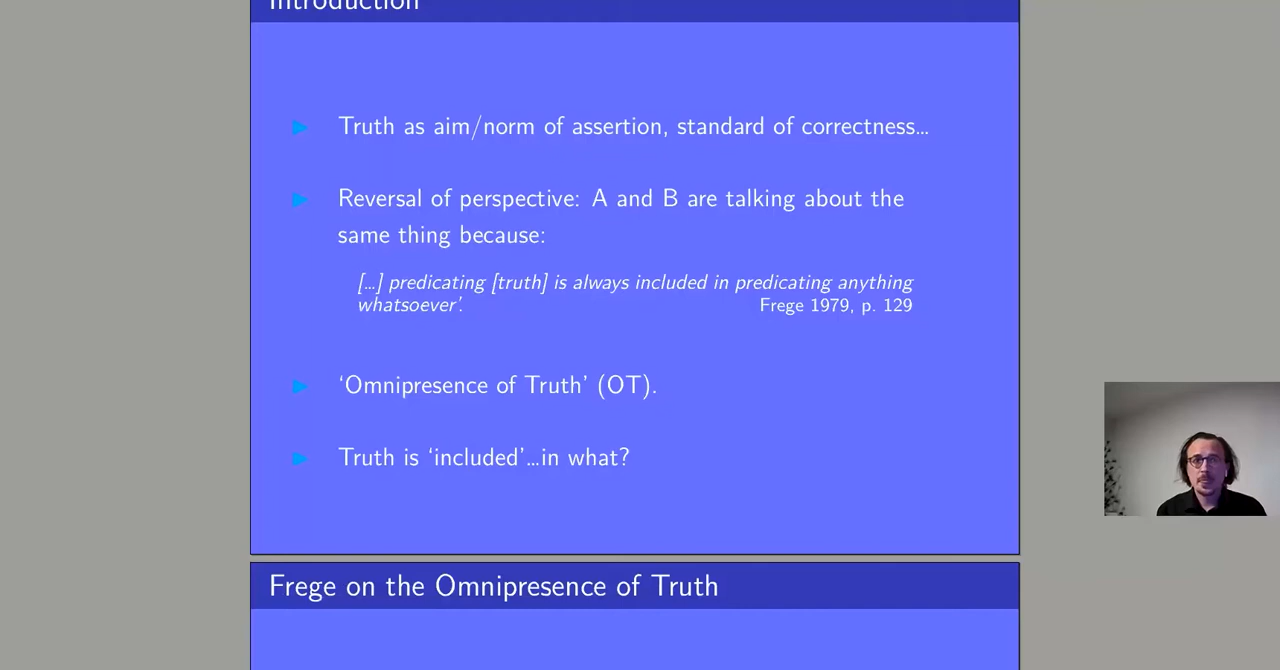 Introduction
Truth as aim/norm of assertion, standard of correctness…
Reversal of perspective: A and B are talking about the
same thing because:
[…] predicating [truth] is always included in predicating anything
whatsoever’. Frege 1979, p. 129
‘Omnipresence of Truth’ (OT).
Truth is ‘included’…in what?
Frege on the Omnipresence of Truth